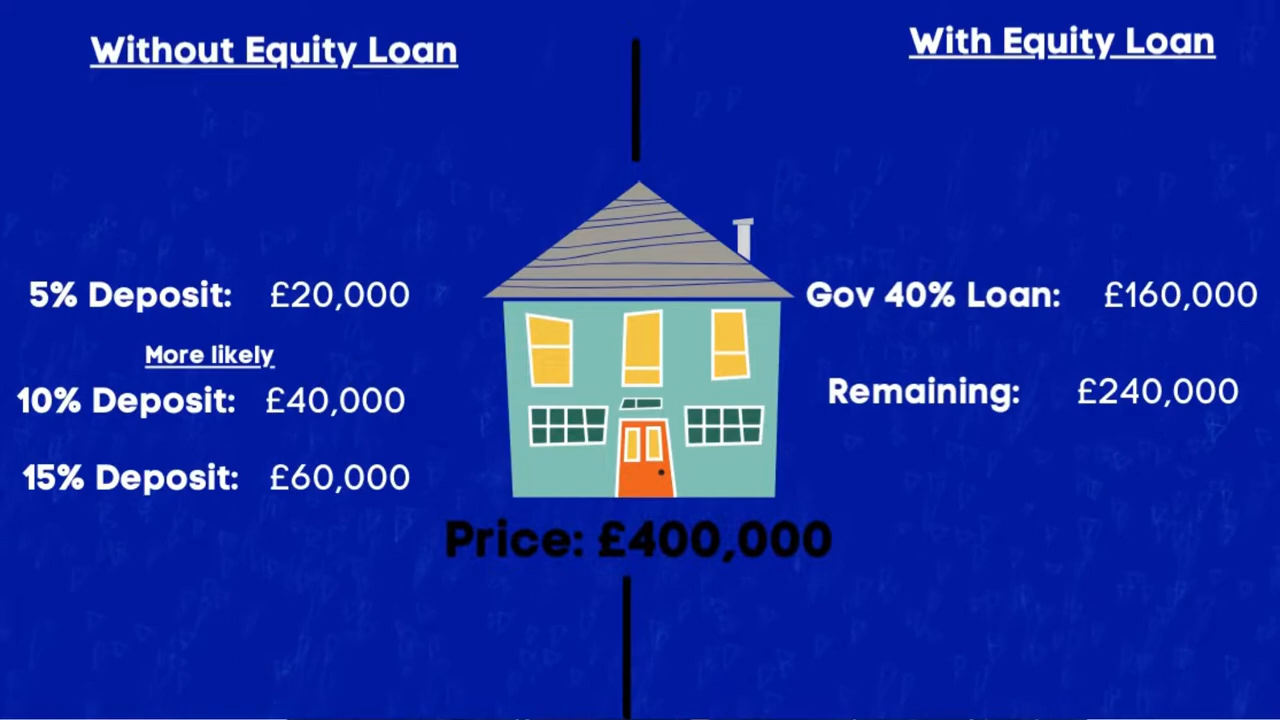 Without Equity Loan
5% Deposit: £20,000
More likely
10% Deposit: £40,000
15% Deposit: £60,000
Price: £400,000
With Equity Loan
Gov 40% Loan: £160,000
Remaining: £240,000